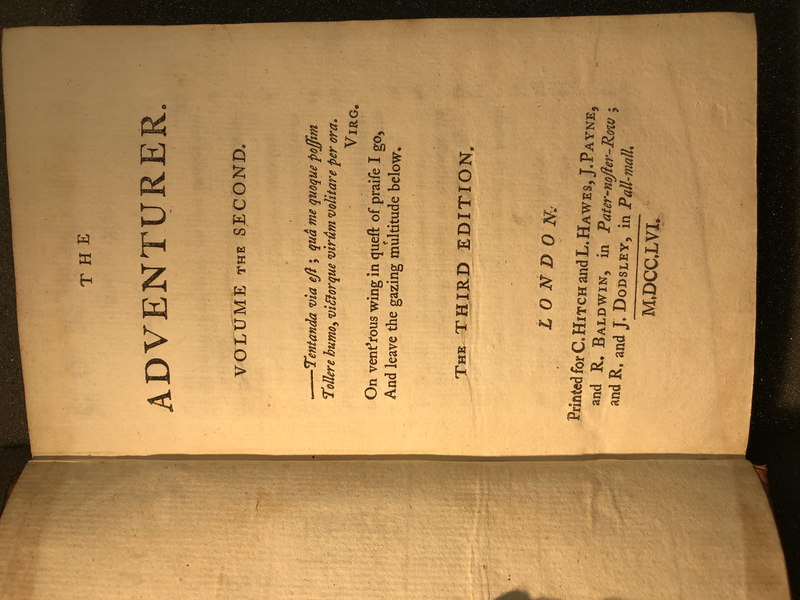 THE
ADVENTURER.
VOLUME THE SECOND.
——Tentanda via eſt; quâ me quoque poſſim
Tollere humo, victorque virûm volitare per ora.
VIRG.
On vent'rous wing in queſt of praiſe I go,
And leave the gazing multitude below.
THE THIRD EDITION.
LONDON:
Printed for C. HITCH and L. HAWES, J. PAYNE,
and R. BALDWIN, in Pater-noſter-Row;
and R. and J. DODSLEY, in Pall-mall.
M.DCC.LVI.